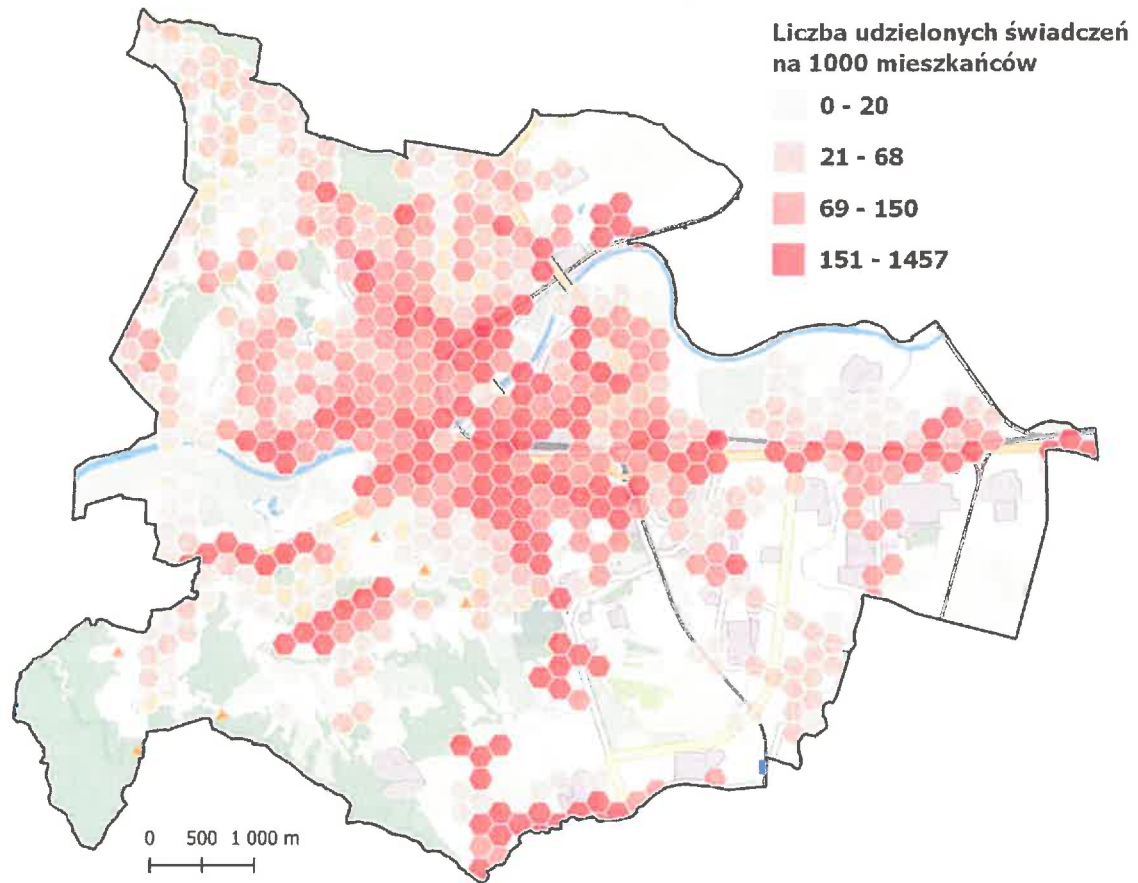 Liczba udzielonych świadczeń
na 1000 mieszkańców
0 - 20
21 - 68
69 - 150
151 - 1457
0 500 1 000 m